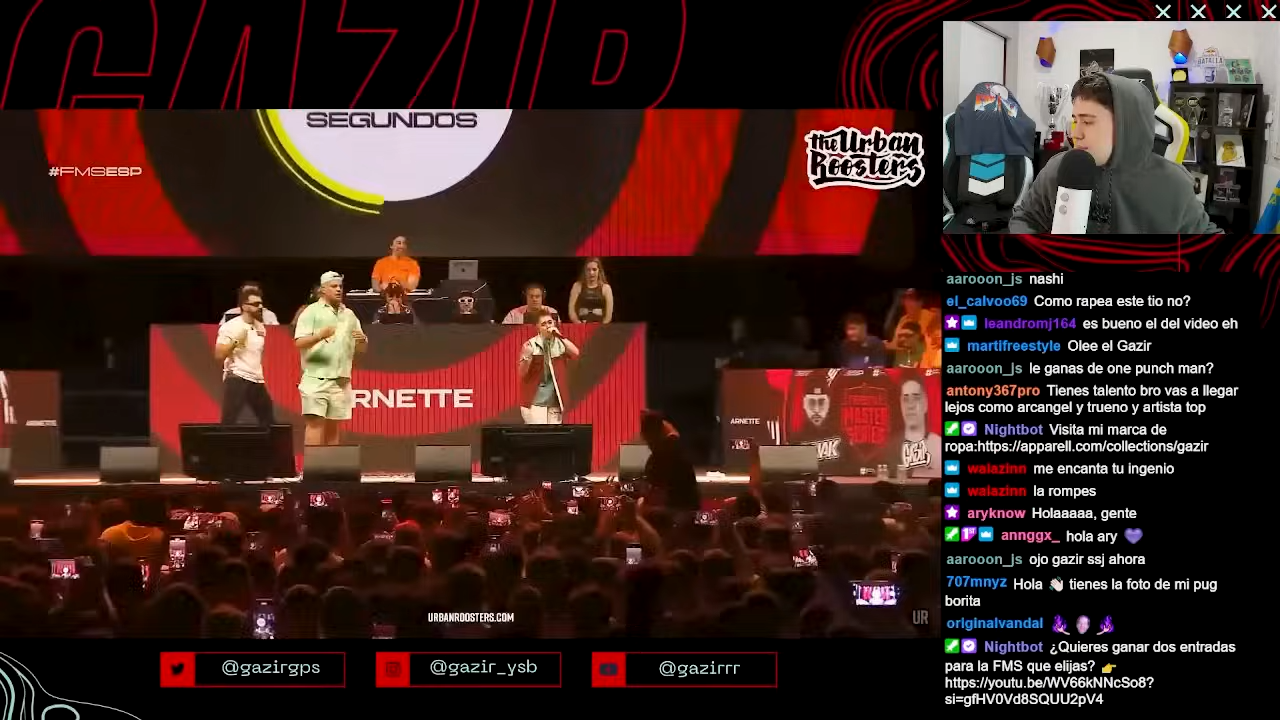 GAZIR
SEGUNDOS
#FMSESP
the Urban
Roosters
ARNETTE
ARNETTE
URBANROOSTERS.COM
UR
@gazirgps
@gazir_ysb
@gazirrr
aarooon_js nashi
el_calvoo69 Como rapea este tio no?
leandromj164 es bueno el del video eh
martifreestyle Olee el Gazir
aarooon_js le ganas de one punch man?
antony367pro Tienes talento bro vas a llegar
lejos como arcangel y trueno y artista top
Nightbot Visita mi marca de
ropa:https://apparell.com/collections/gazir
walazinn me encanta tu ingenio
walazinn la rompes
aryknow Holaaaaa, gente
annggx_ hola ary 💜
aarooon_js ojo gazir ssj ahora
707mnyz Hola 👋🏻 tienes la foto de mi pug
borita
originalvandal
Nightbot ¿Quieres ganar dos entradas
para la FMS que elijas? 👉
https://youtu.be/WV66kNNcSo8?
si=gfHV0Vd8SQUU2pV4